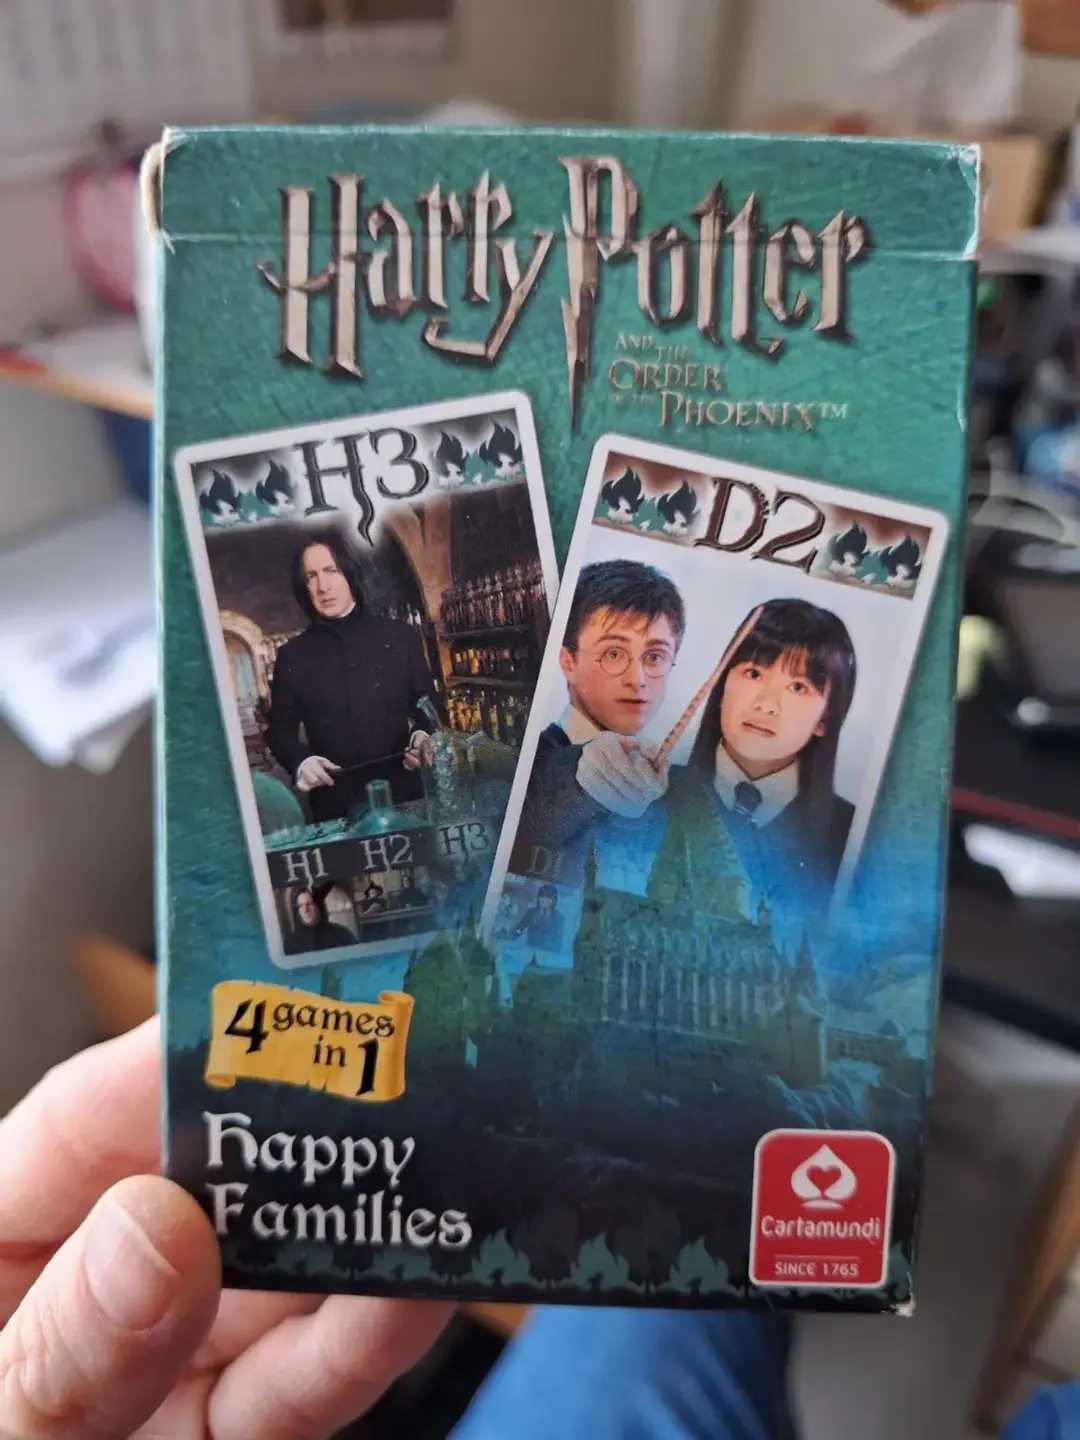 Harry Potter
AND THE
ORDER
OF THE
PHOENIX™
H3
D2
H1 H2 H3
D1
4 games
in 1
Happy
Families
Cartamundi
SINCE 1765